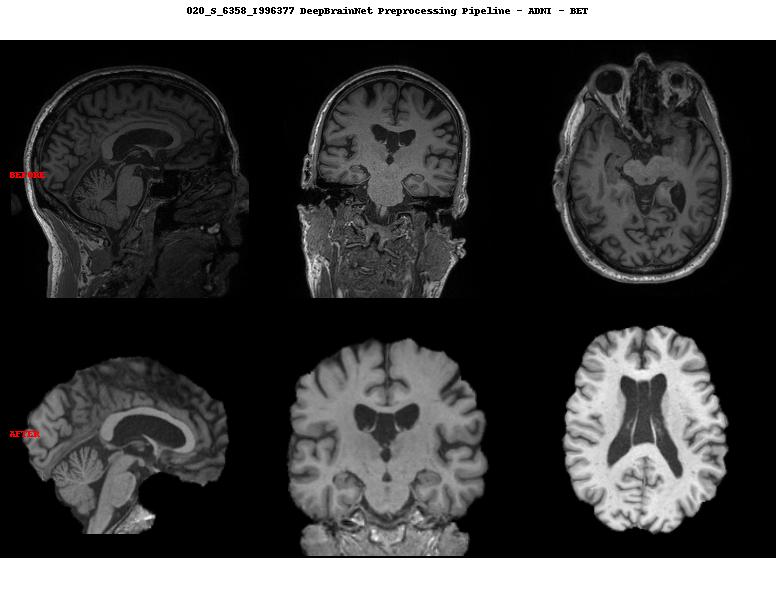 020_S_6358_I996377 DeepBrainNet Preprocessing Pipeline - ADNI - BET
BEFORE
AFTER